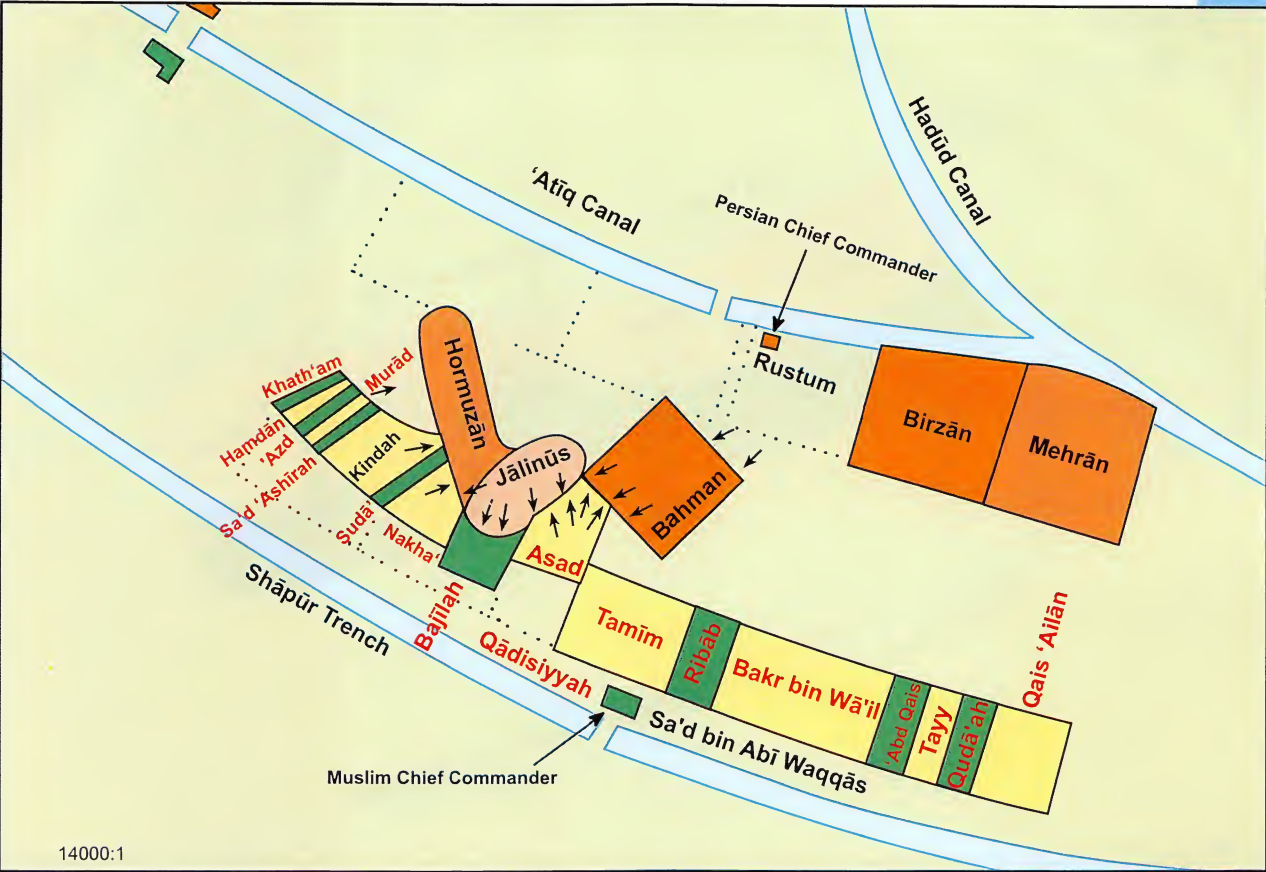 Hadūd Canal
‘Atīq Canal
Persian Chief Commander
Rustum
Birzān
Mehrān
Hormuzān
Jālinūs
Bahman
Khath‘am
Murād
Hamdān
‘Azd
Sa‘d ‘Ashīrah
Kindah
Ṣudā’
Nakha‘
Bajīlah
Asad
Shāpūr Trench
Qādisiyyah
Tamīm
Ribāb
Bakr bin Wā'il
‘Abd Qais
Tayy
Qudā‘ah
Qais ‘Ailān
Sa'd bin Abī Waqqās
Muslim Chief Commander
14000:1